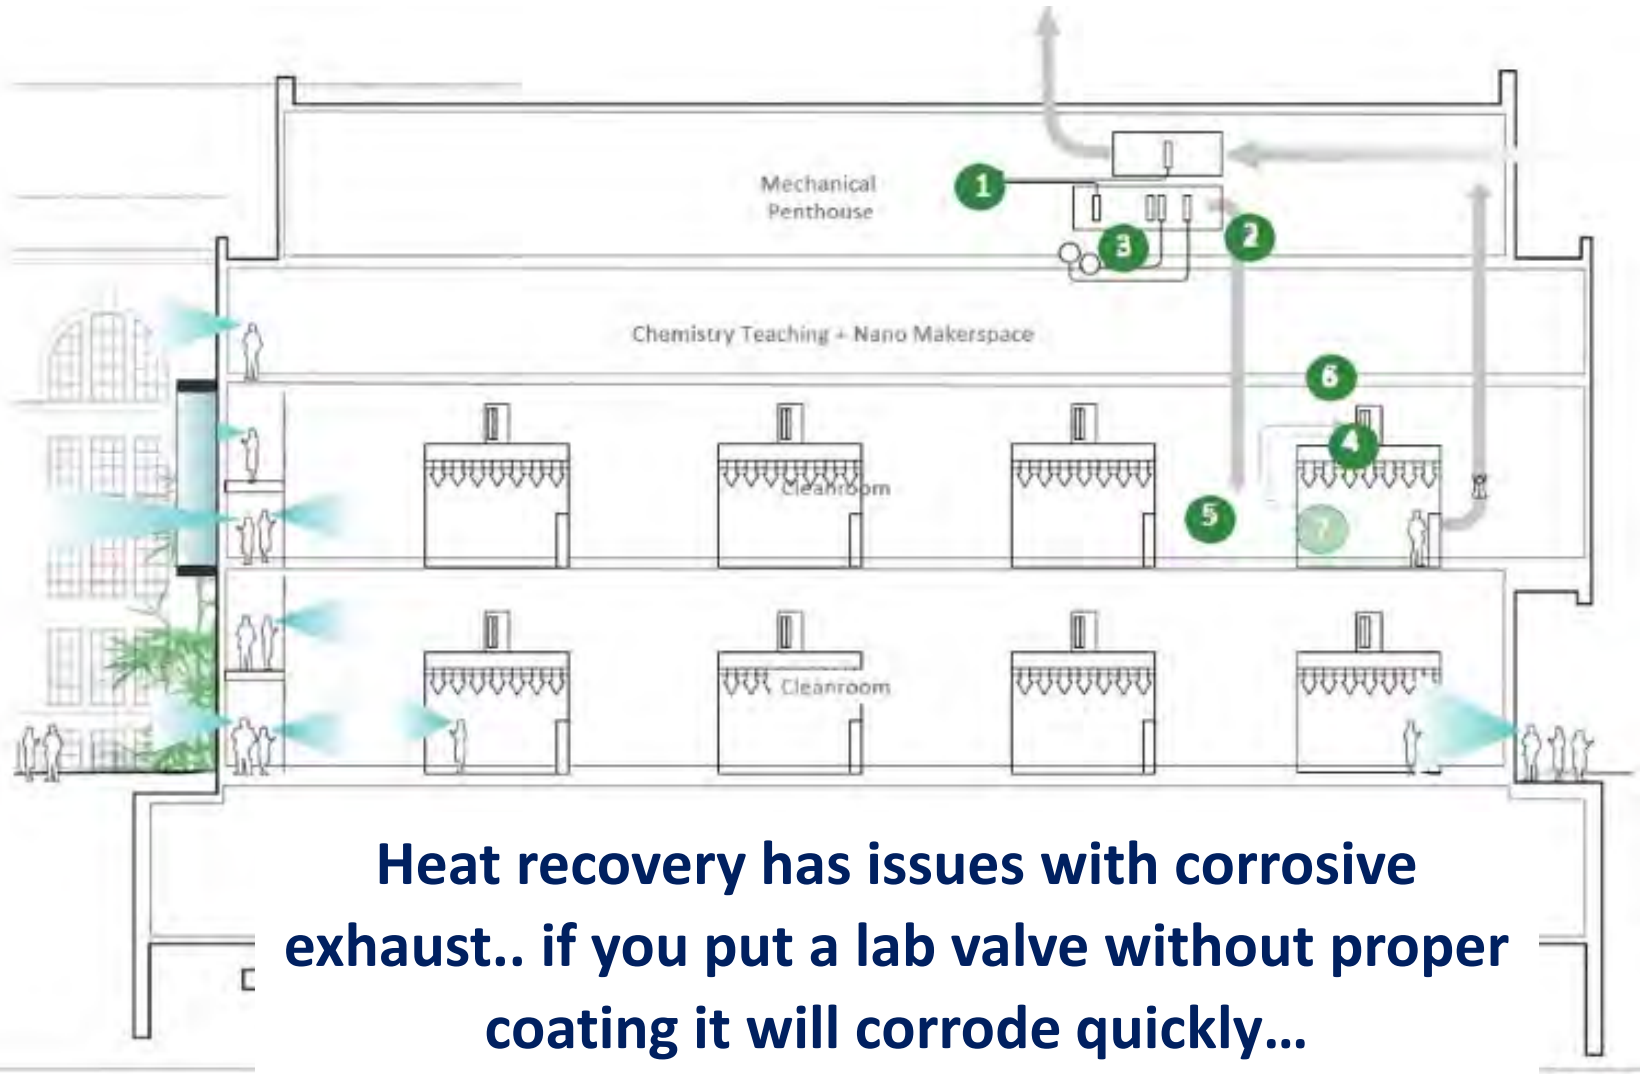 Mechanical
Penthouse
1
2
3
Chemistry Teaching + Nano Makerspace
6
4
Cleanroom
5
7
Cleanroom
Heat recovery has issues with corrosive
exhaust.. if you put a lab valve without proper
coating it will corrode quickly...